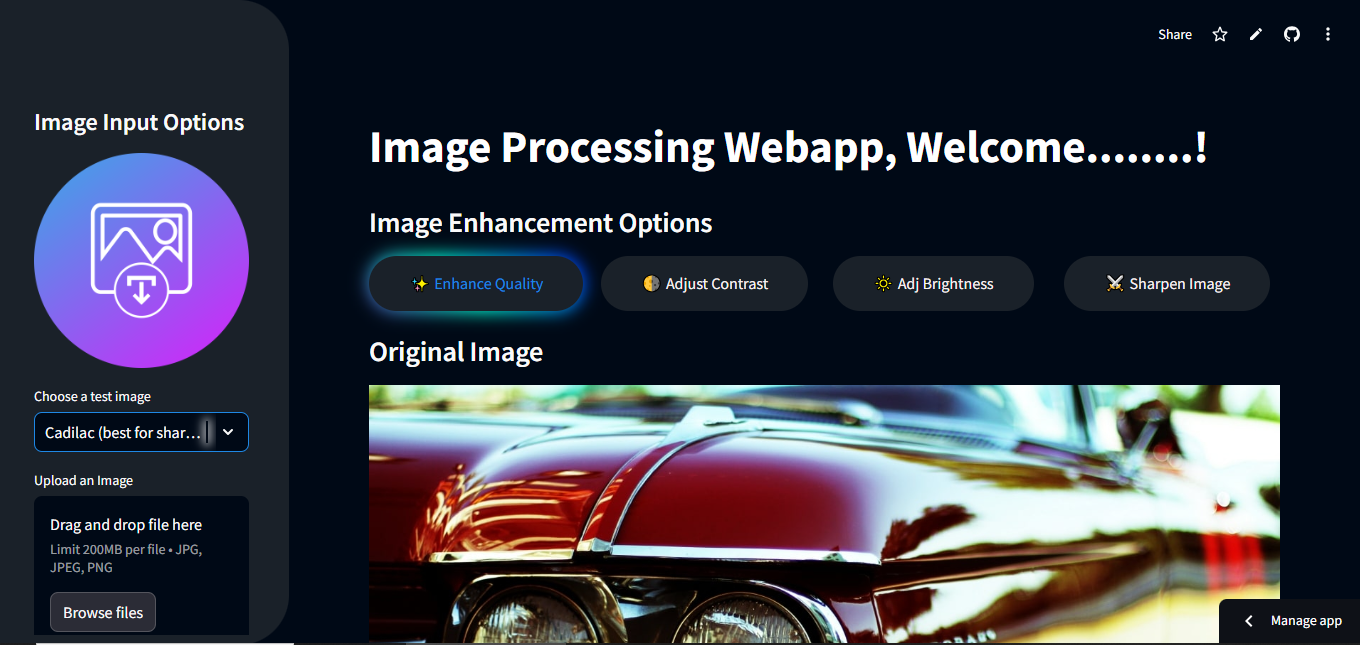 Share
Image Input Options
Image Processing Webapp, Welcome........!
Image Enhancement Options
✨ Enhance Quality
🌗 Adjust Contrast
🔆 Adj Brightness
⚔️ Sharpen Image
Original Image
Choose a test image
Cadilac (best for shar...
Upload an Image
Drag and drop file here
Limit 200MB per file • JPG,
JPEG, PNG
Browse files
Manage app